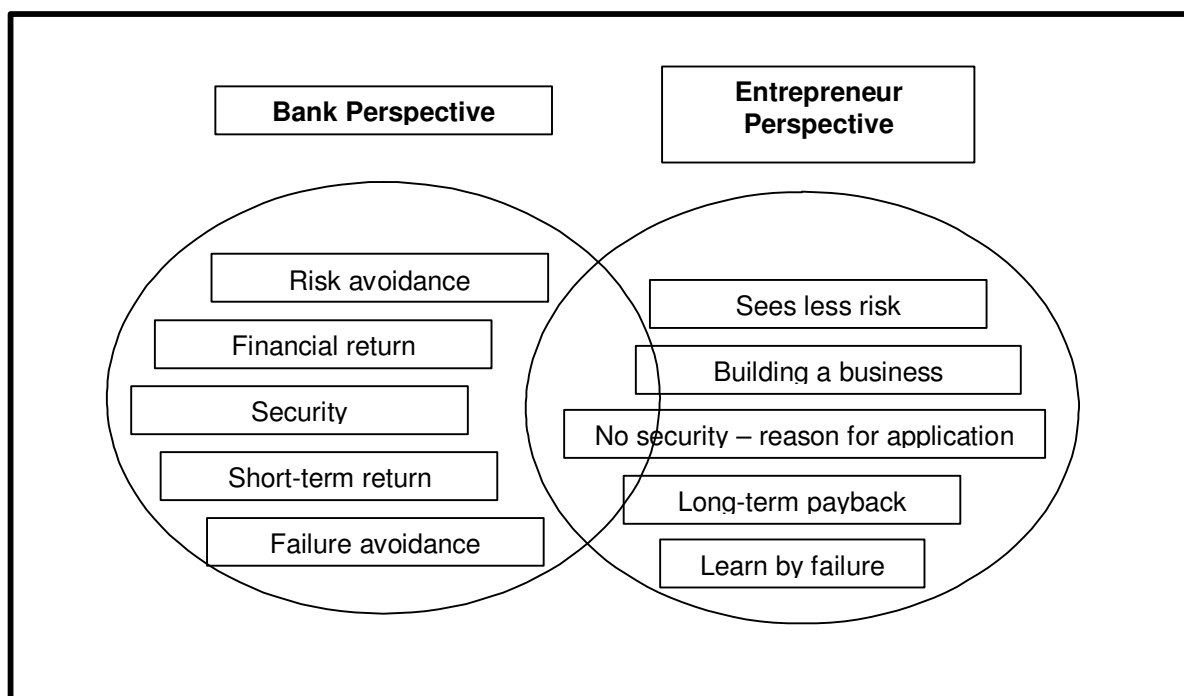 Bank Perspective
Entrepreneur
Perspective
Risk avoidance
Financial return
Security
Short-term return
Failure avoidance
Sees less risk
Building a business
No security – reason for application
Long-term payback
Learn by failure